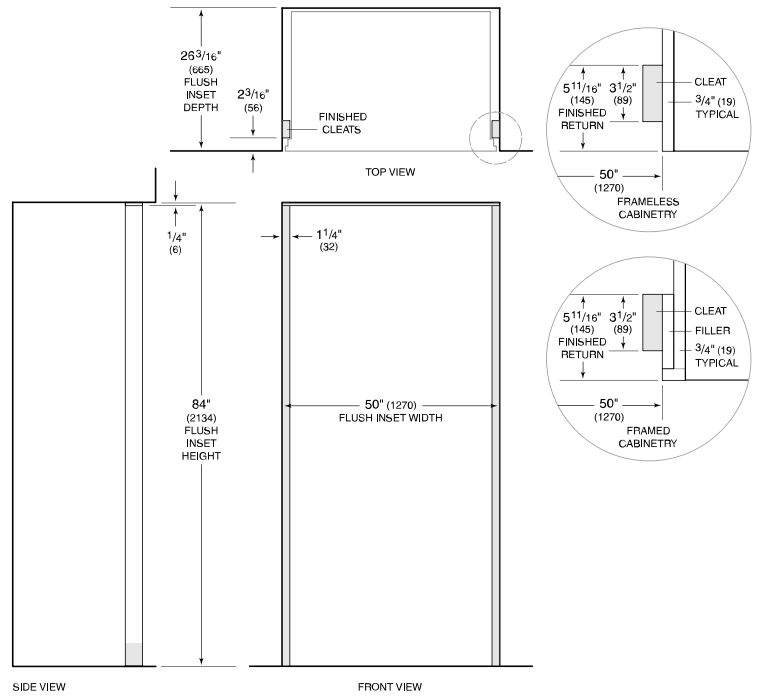 26 3/16"
(665)
FLUSH
INSET
DEPTH
2 3/16"
(56)
FINISHED
CLEATS
TOP VIEW
5 11/16"
(145)
FINISHED
RETURN
3 1/2"
(89)
CLEAT
3/4" (19)
TYPICAL
50"
(1270)
FRAMELESS
CABINETRY
1/4"
(6)
84"
(2134)
FLUSH
INSET
HEIGHT
1 1/4"
(32)
50" (1270)
FLUSH INSET WIDTH
5 11/16"
(145)
FINISHED
RETURN
3 1/2"
(89)
CLEAT
FILLER
3/4" (19)
TYPICAL
50"
(1270)
FRAMED
CABINETRY
SIDE VIEW
FRONT VIEW